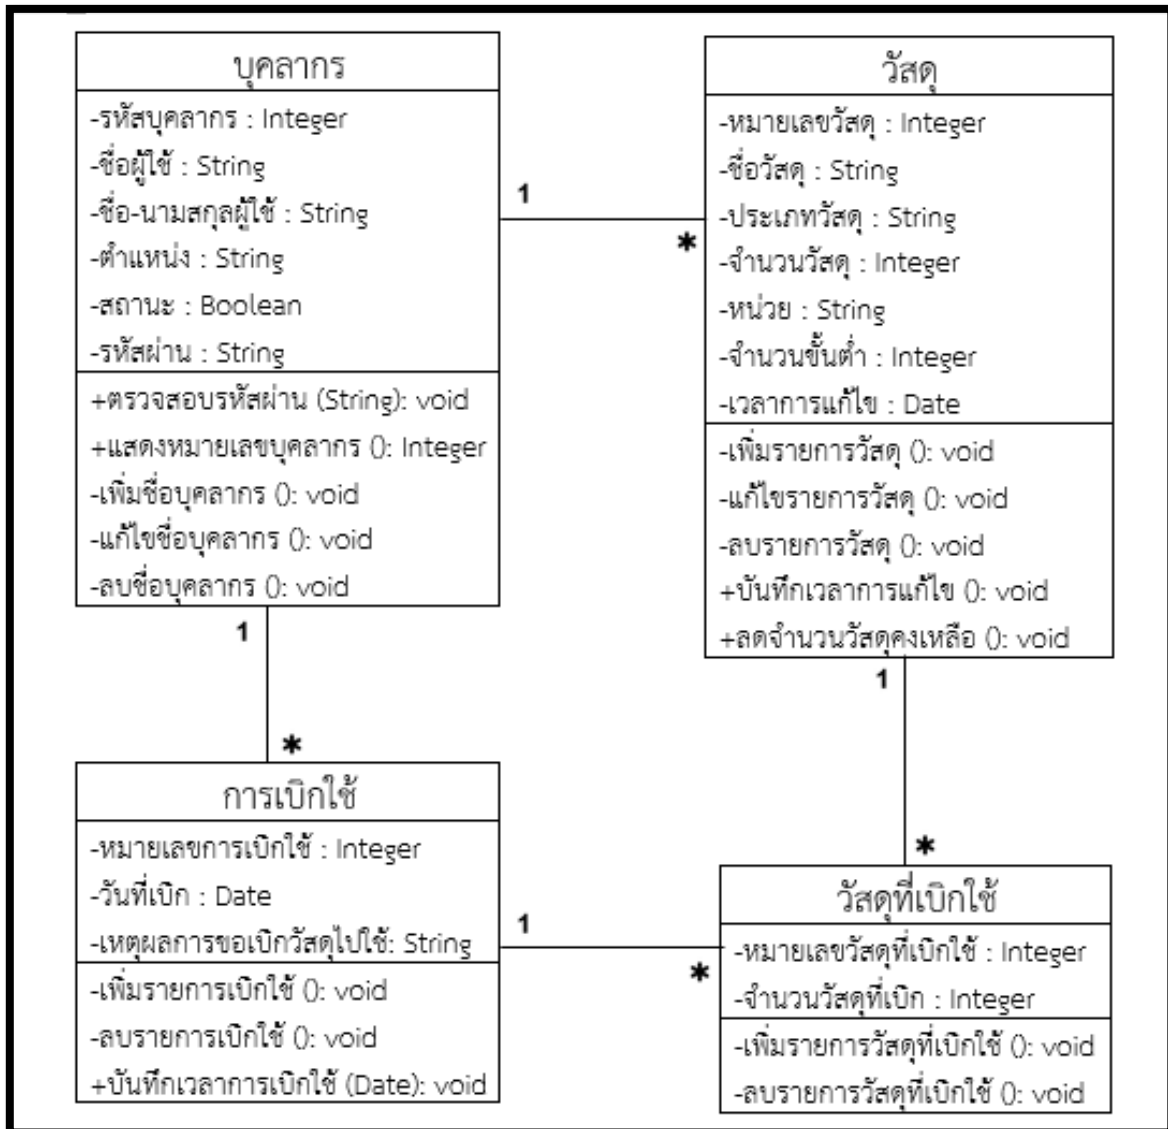 บุคลากร
-รหัสบุคลากร : Integer
-ชื่อผู้ใช้ : String
-ชื่อ-นามสกุลผู้ใช้ : String
-ตำแหน่ง : String
-สถานะ : Boolean
-รหัสผ่าน : String
+ตรวจสอบรหัสผ่าน (String): void
+แสดงหมายเลขบุคลากร (): Integer
-เพิ่มชื่อบุคลากร (): void
-แก้ไขชื่อบุคลากร (): void
-ลบชื่อบุคลากร (): void
1
*
วัสดุ
-หมายเลขวัสดุ : Integer
-ชื่อวัสดุ : String
-ประเภทวัสดุ : String
-จำนวนวัสดุ : Integer
-หน่วย : String
-จำนวนขั้นต่ำ : Integer
-เวลาการแก้ไข : Date
-เพิ่มรายการวัสดุ (): void
-แก้ไขรายการวัสดุ (): void
-ลบรายการวัสดุ (): void
+บันทึกเวลาการแก้ไข (): void
+ลดจำนวนวัสดุคงเหลือ (): void
1
*
1
*
การเบิกใช้
-หมายเลขการเบิกใช้ : Integer
-วันที่เบิก : Date
-เหตุผลการขอเบิกวัสดุไปใช้: String
-เพิ่มรายการเบิกใช้ (): void
-ลบรายการเบิกใช้ (): void
+บันทึกเวลาการเบิกใช้ (Date): void
1
*
วัสดุที่เบิกใช้
-หมายเลขวัสดุที่เบิกใช้ : Integer
-จำนวนวัสดุที่เบิก : Integer
-เพิ่มรายการวัสดุที่เบิกใช้ (): void
-ลบรายการวัสดุที่เบิกใช้ (): void